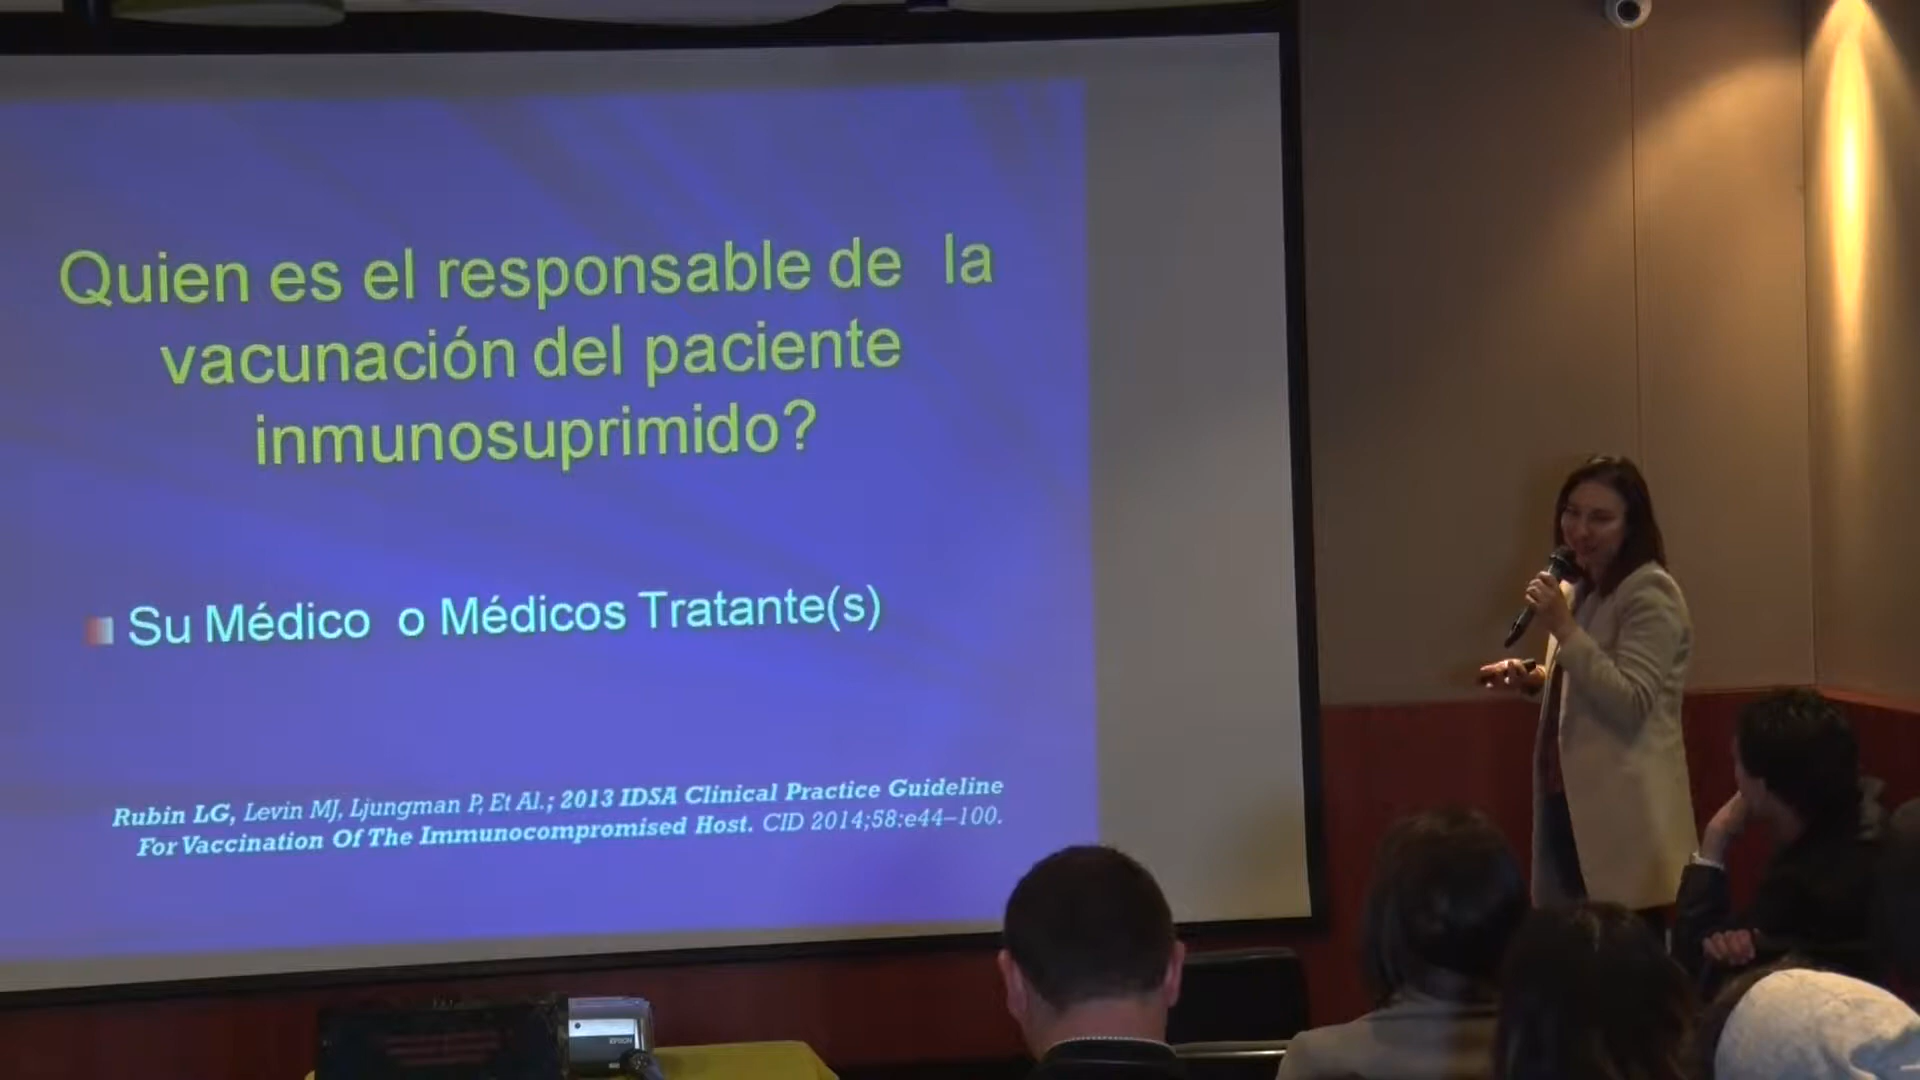 Quien es el responsable de la
vacunación del paciente
inmunosuprimido?
Su Médico o Médicos Tratante(s)
Rubin LG, Levin MJ, Ljungman P, Et Al.; 2013 IDSA Clinical Practice Guideline
For Vaccination Of The Immunocompromised Host. CID 2014;58:e44–100.
EPSON